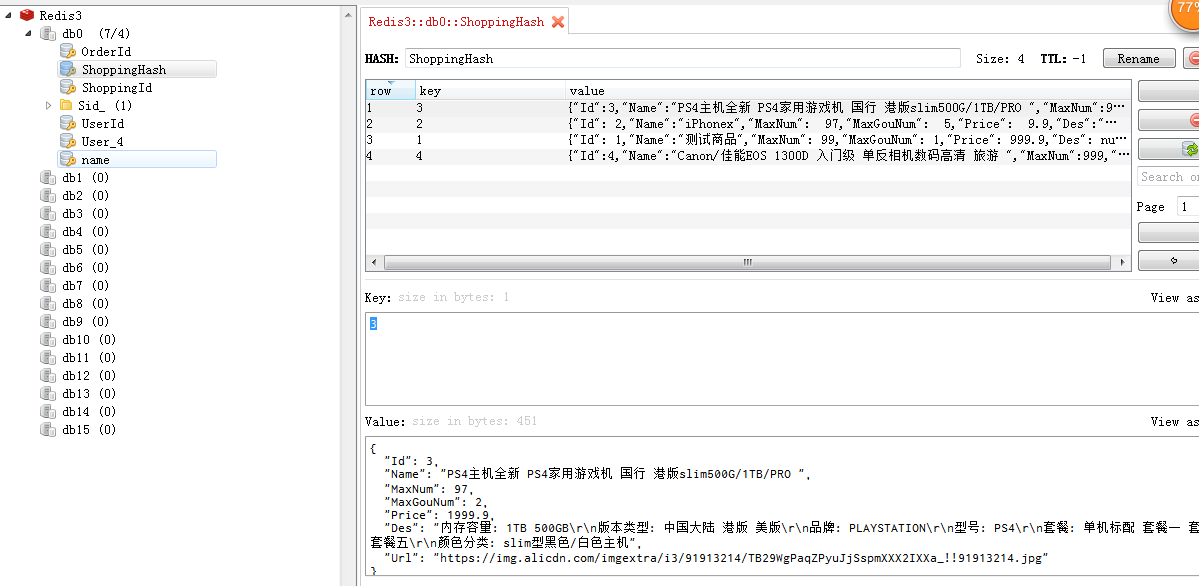 Redis3
db0 (7/4)
OrderId
ShoppingHash
ShoppingId
Sid_ (1)
UserId
User_4
name
db1 (0)
db2 (0)
db3 (0)
db4 (0)
db5 (0)
db6 (0)
db7 (0)
db8 (0)
db9 (0)
db10 (0)
db11 (0)
db12 (0)
db13 (0)
db14 (0)
db15 (0)
Redis3::db0::ShoppingHash
77%
HASH: ShoppingHash Size: 4 TTL: -1 Rename
row key value
1 3 {"Id":3,"Name":"PS4主机全新 PS4家用游戏机 国行 港版slim500G/1TB/PRO ","MaxNum":9…
2 2 {"Id": 2,"Name":"iPhonex","MaxNum": 97,"MaxGouNum": 5,"Price": 9.9,"Des":"…
3 1 {"Id": 1,"Name":"测试商品","MaxNum": 99,"MaxGouNum": 1,"Price": 999.9,"Des": nu…
4 4 {"Id":4,"Name":"Canon/佳能EOS 1300D 入门级 单反相机数码高清 旅游 ","MaxNum":999,"…
Search on
Page 1
Key: size in bytes: 1 View as
3
Value: size in bytes: 451 View as
{
"Id": 3,
"Name": "PS4主机全新 PS4家用游戏机 国行 港版slim500G/1TB/PRO ",
"MaxNum": 97,
"MaxGouNum": 2,
"Price": 1999.9,
"Des": "内存容量: 1TB 500GB\r\n版本类型: 中国大陆 港版 美版\r\n品牌: PLAYSTATION\r\n型号: PS4\r\n套餐: 单机标配 套餐一 套
套餐五\r\n颜色分类: slim型黑色/白色主机",
"Url": "https://img.alicdn.com/imgextra/i3/91913214/TB29WgPaqZPyuJjSspmXXX2IXXa_!!91913214.jpg"
}